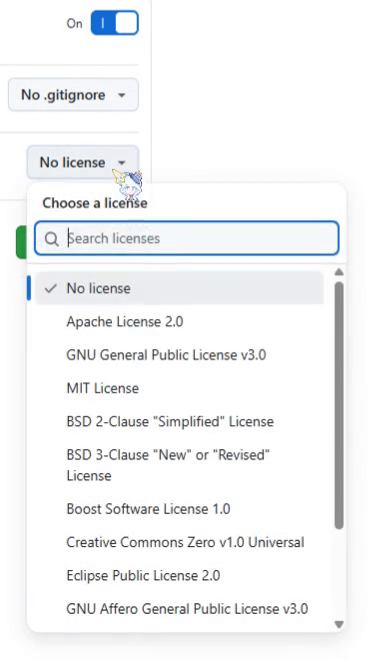 On
No .gitignore
No license
Choose a license
Search licenses
No license
Apache License 2.0
GNU General Public License v3.0
MIT License
BSD 2-Clause "Simplified" License
BSD 3-Clause "New" or "Revised"
License
Boost Software License 1.0
Creative Commons Zero v1.0 Universal
Eclipse Public License 2.0
GNU Affero General Public License v3.0